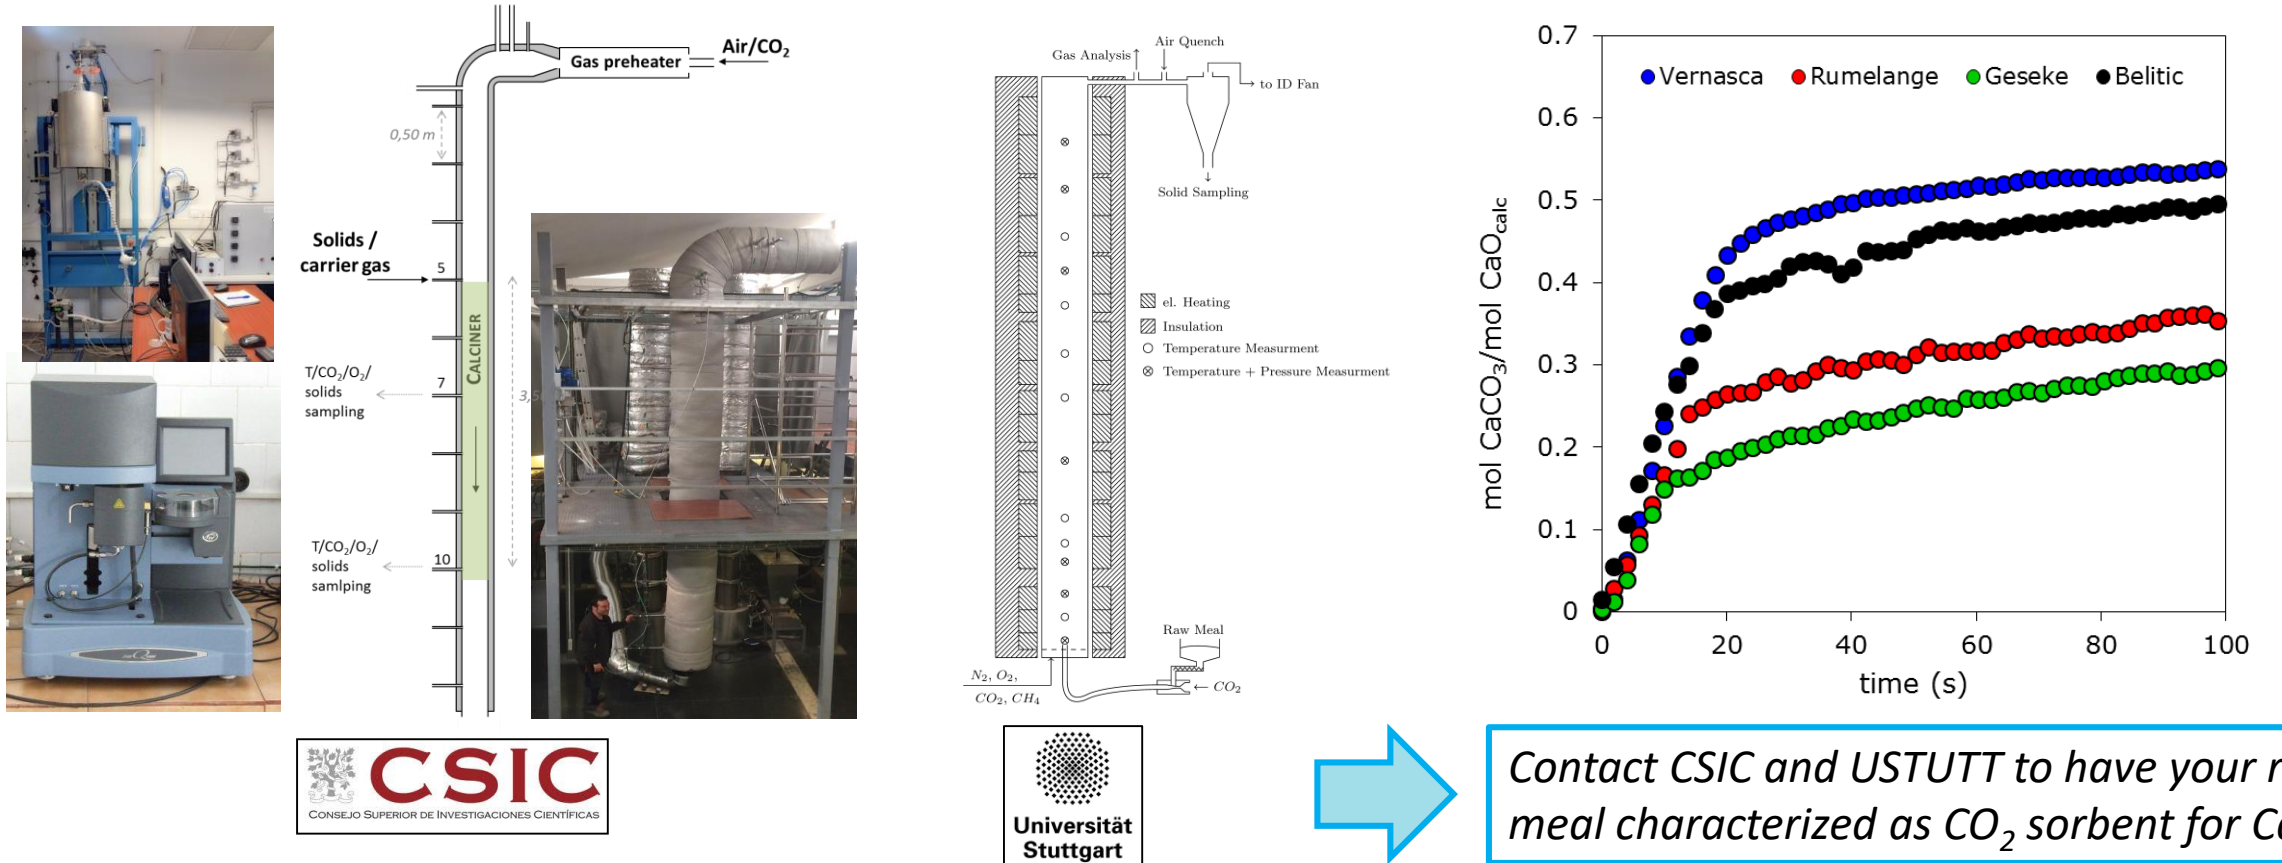 Air/CO2
Gas preheater
0,50 m
Solids /
carrier gas
5
CALCINER
T/CO2/O2/
solids
sampling
7
T/CO2/O2/
solids
samlping
10
CSIC
CONSEJO SUPERIOR DE INVESTIGACIONES CIENTÍFICAS
Gas Analysis
Air Quench
to ID Fan
Solid Sampling
el. Heating
Insulation
Temperature Measurment
Temperature + Pressure Measurment
Raw Meal
N2, O2,
CO2, CH4
CO2
Universität
Stuttgart
mol CaCO3/mol CaOcalc
0.7
0.6
0.5
0.4
0.3
0.2
0.1
0
Vernasca Rumelange Geseke Belitic
0 20 40 60 80 100
time (s)
Contact CSIC and USTUTT to have your
meal characterized as CO2 sorbent for